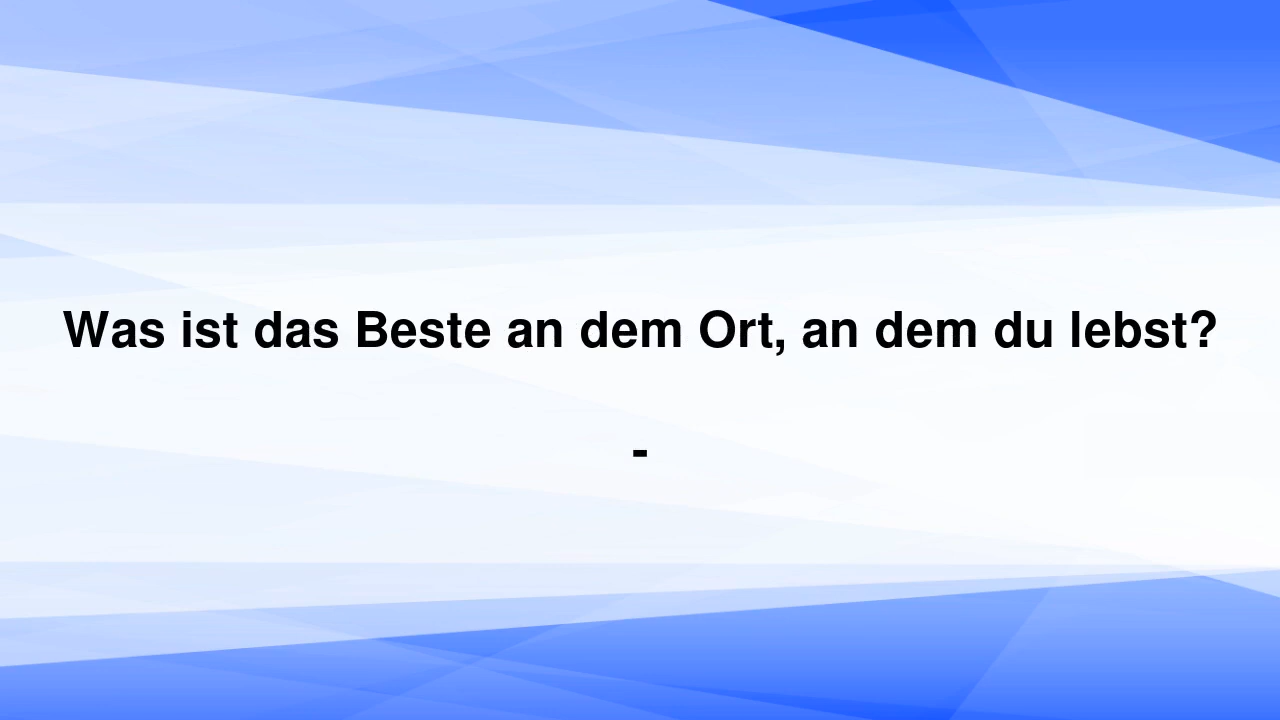 Was ist das Beste an dem Ort, an dem du lebst?
-